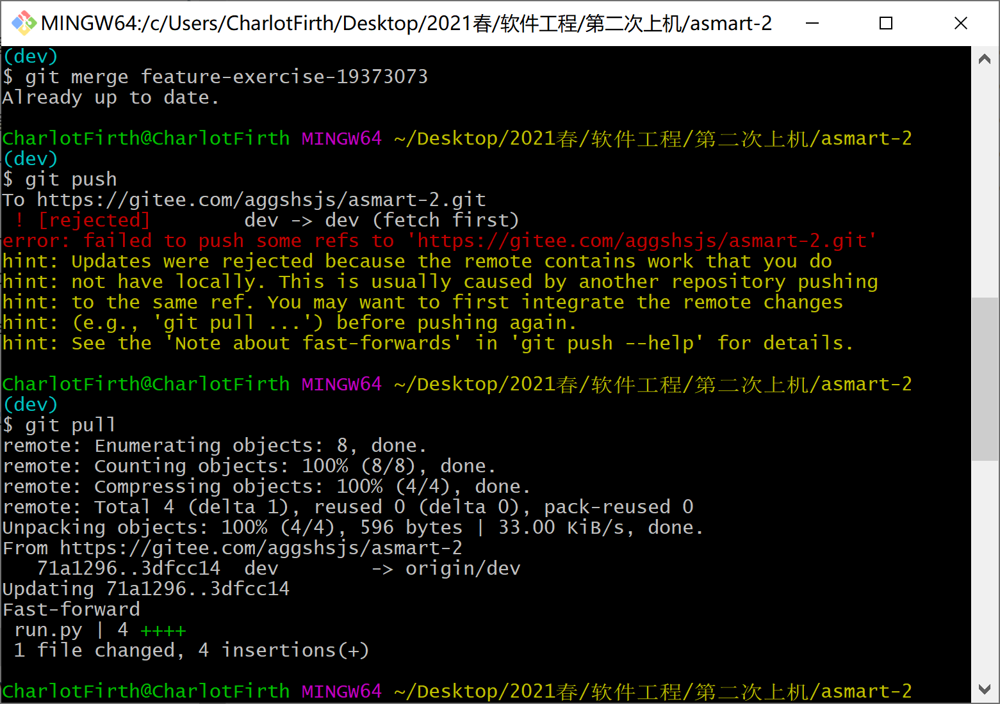 MINGW64:/c/Users/CharlotFirth/Desktop/2021春/软件工程/第二次上机/asmart-2
(dev)
$ git merge feature-exercise-19373073
Already up to date.
CharlotFirth@CharlotFirth MINGW64 ~/Desktop/2021春/软件工程/第二次上机/asmart-2
(dev)
$ git push
To https://gitee.com/aggshsjs/asmart-2.git
 ! [rejected]        dev -> dev (fetch first)
error: failed to push some refs to 'https://gitee.com/aggshsjs/asmart-2.git'
hint: Updates were rejected because the remote contains work that you do
hint: not have locally. This is usually caused by another repository pushing
hint: to the same ref. You may want to first integrate the remote changes
hint: (e.g., 'git pull ...') before pushing again.
hint: See the 'Note about fast-forwards' in 'git push --help' for details.
CharlotFirth@CharlotFirth MINGW64 ~/Desktop/2021春/软件工程/第二次上机/asmart-2
(dev)
$ git pull
remote: Enumerating objects: 8, done.
remote: Counting objects: 100% (8/8), done.
remote: Compressing objects: 100% (4/4), done.
remote: Total 4 (delta 1), reused 0 (delta 0), pack-reused 0
Unpacking objects: 100% (4/4), 596 bytes | 33.00 KiB/s, done.
From https://gitee.com/aggshsjs/asmart-2
   71a1296..3dfcc14  dev        -> origin/dev
Updating 71a1296..3dfcc14
Fast-forward
 run.py | 4 ++++
 1 file changed, 4 insertions(+)
CharlotFirth@CharlotFirth MINGW64 ~/Desktop/2021春/软件工程/第二次上机/asmart-2